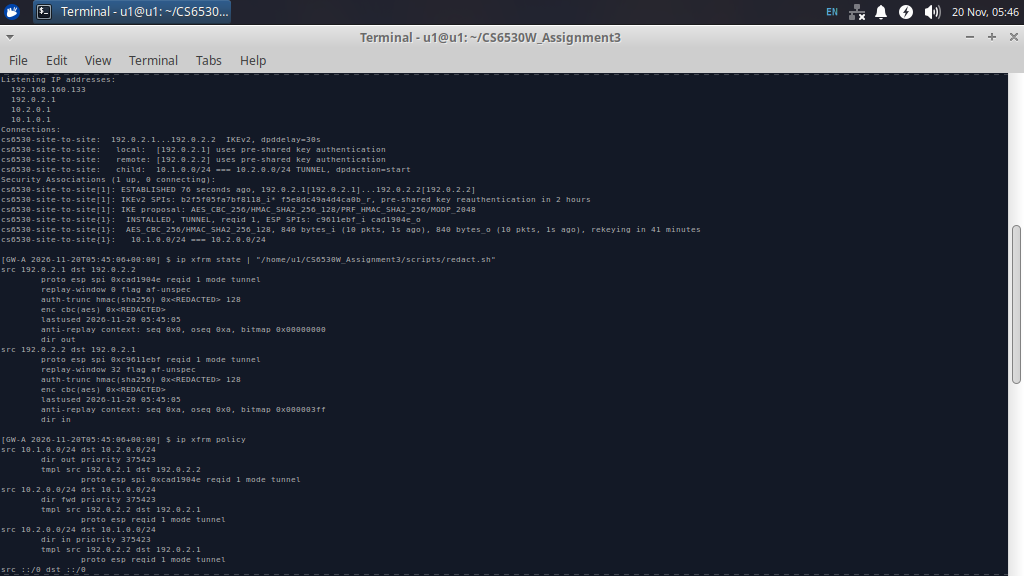 Terminal - u1@u1: ~/CS6530...
EN
20 Nov, 05:46
Terminal - u1@u1: ~/CS6530W_Assignment3
File Edit View Terminal Tabs Help
Listening IP addresses:
192.168.160.133
192.0.2.1
10.2.0.1
10.1.0.1
Connections:
cs6530-site-to-site: 192.0.2.1...192.0.2.2 IKEv2, dpddelay=30s
cs6530-site-to-site: local: [192.0.2.1] uses pre-shared key authentication
cs6530-site-to-site: remote: [192.0.2.2] uses pre-shared key authentication
cs6530-site-to-site: child: 10.1.0.0/24 === 10.2.0.0/24 TUNNEL, dpdaction=start
Security Associations (1 up, 0 connecting):
cs6530-site-to-site[1]: ESTABLISHED 76 seconds ago, 192.0.2.1[192.0.2.1]...192.0.2.2[192.0.2.2]
cs6530-site-to-site[1]: IKEv2 SPIs: b2f5f05fa7bf8118_i* f5e8dc49a4d4ca0b_r, pre-shared key reauthentication in 2 hours
cs6530-site-to-site[1]: IKE proposal: AES_CBC_256/HMAC_SHA2_256_128/PRF_HMAC_SHA2_256/MODP_2048
cs6530-site-to-site{1}: INSTALLED, TUNNEL, reqid 1, ESP SPIs: c9611ebf_i cad1904e_o
cs6530-site-to-site{1}: AES_CBC_256/HMAC_SHA2_256_128, 840 bytes_i (10 pkts, 1s ago), 840 bytes_o (10 pkts, 1s ago), rekeying in 41 minutes
cs6530-site-to-site{1}: 10.1.0.0/24 === 10.2.0.0/24
[GW-A 2026-11-20T05:45:06+00:00] $ ip xfrm state | "/home/u1/CS6530W_Assignment3/scripts/redact.sh"
src 192.0.2.1 dst 192.0.2.2
proto esp spi 0xcad1904e reqid 1 mode tunnel
replay-window 0 flag af-unspec
auth-trunc hmac(sha256) 0x<REDACTED> 128
enc cbc(aes) 0x<REDACTED>
lastused 2026-11-20 05:45:05
anti-replay context: seq 0x0, oseq 0xa, bitmap 0x00000000
dir out
src 192.0.2.2 dst 192.0.2.1
proto esp spi 0xc9611ebf reqid 1 mode tunnel
replay-window 32 flag af-unspec
auth-trunc hmac(sha256) 0x<REDACTED> 128
enc cbc(aes) 0x<REDACTED>
lastused 2026-11-20 05:45:05
anti-replay context: seq 0xa, oseq 0x0, bitmap 0x000003ff
dir in
[GW-A 2026-11-20T05:45:06+00:00] $ ip xfrm policy
src 10.1.0.0/24 dst 10.2.0.0/24
dir out priority 375423
tmpl src 192.0.2.1 dst 192.0.2.2
proto esp spi 0xcad1904e reqid 1 mode tunnel
src 10.2.0.0/24 dst 10.1.0.0/24
dir fwd priority 375423
tmpl src 192.0.2.2 dst 192.0.2.1
proto esp reqid 1 mode tunnel
src 10.2.0.0/24 dst 10.1.0.0/24
dir in priority 375423
tmpl src 192.0.2.2 dst 192.0.2.1
proto esp reqid 1 mode tunnel
src ::/0 dst ::/0